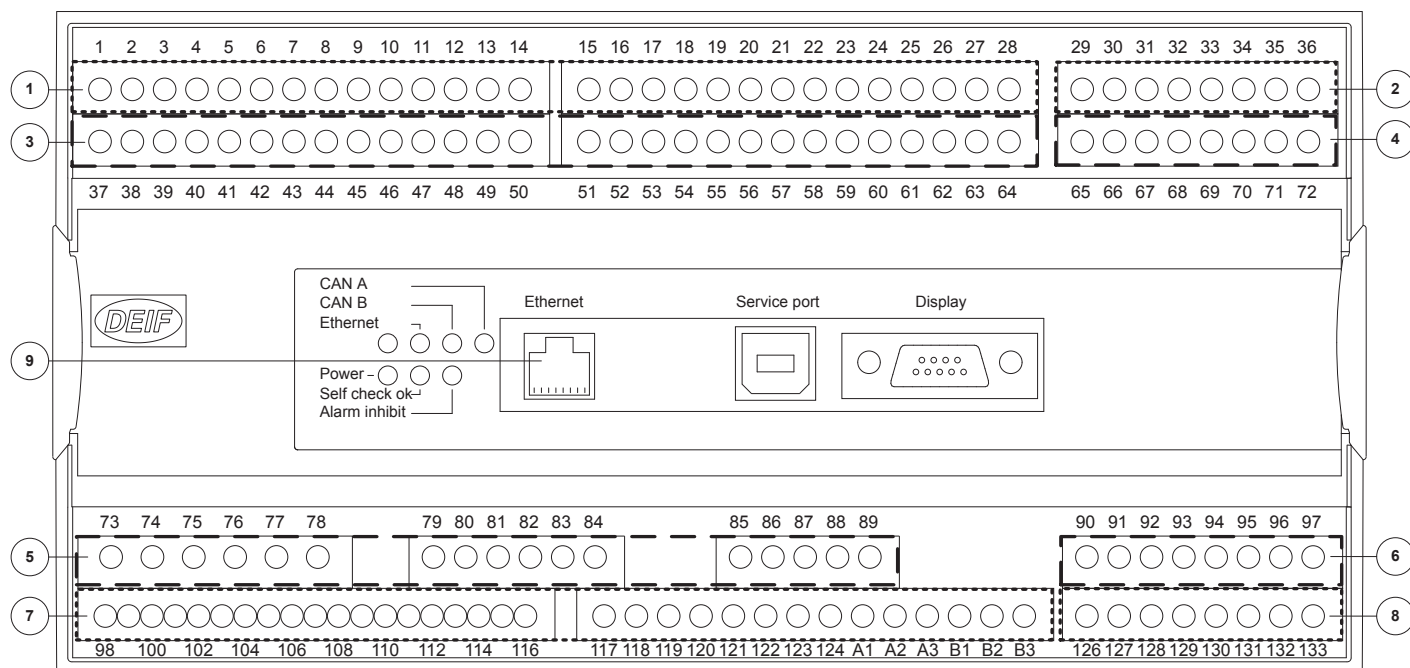 1 2 3 4 5 6 7 8 9 10 11 12 13 14 15 16 17 18 19 20 21 22 23 24 25 26 27 28 29 30 31 32 33 34 35 36
1 2
3 4
37 38 39 40 41 42 43 44 45 46 47 48 49 50 51 52 53 54 55 56 57 58 59 60 61 62 63 64 65 66 67 68 69 70 71 72
CAN A
CAN B
Ethernet
Ethernet
Service port
Display
DEIF
9
Power
Self check ok
Alarm inhibit
73 74 75 76 77 78 79 80 81 82 83 84 85 86 87 88 89 90 91 92 93 94 95 96 97
5 6
7 8
98 100 102 104 106 108 110 112 114 116 117 118 119 120 121 122 123 124 A1 A2 A3 B1 B2 B3 126 127 128 129 130 131 132 133